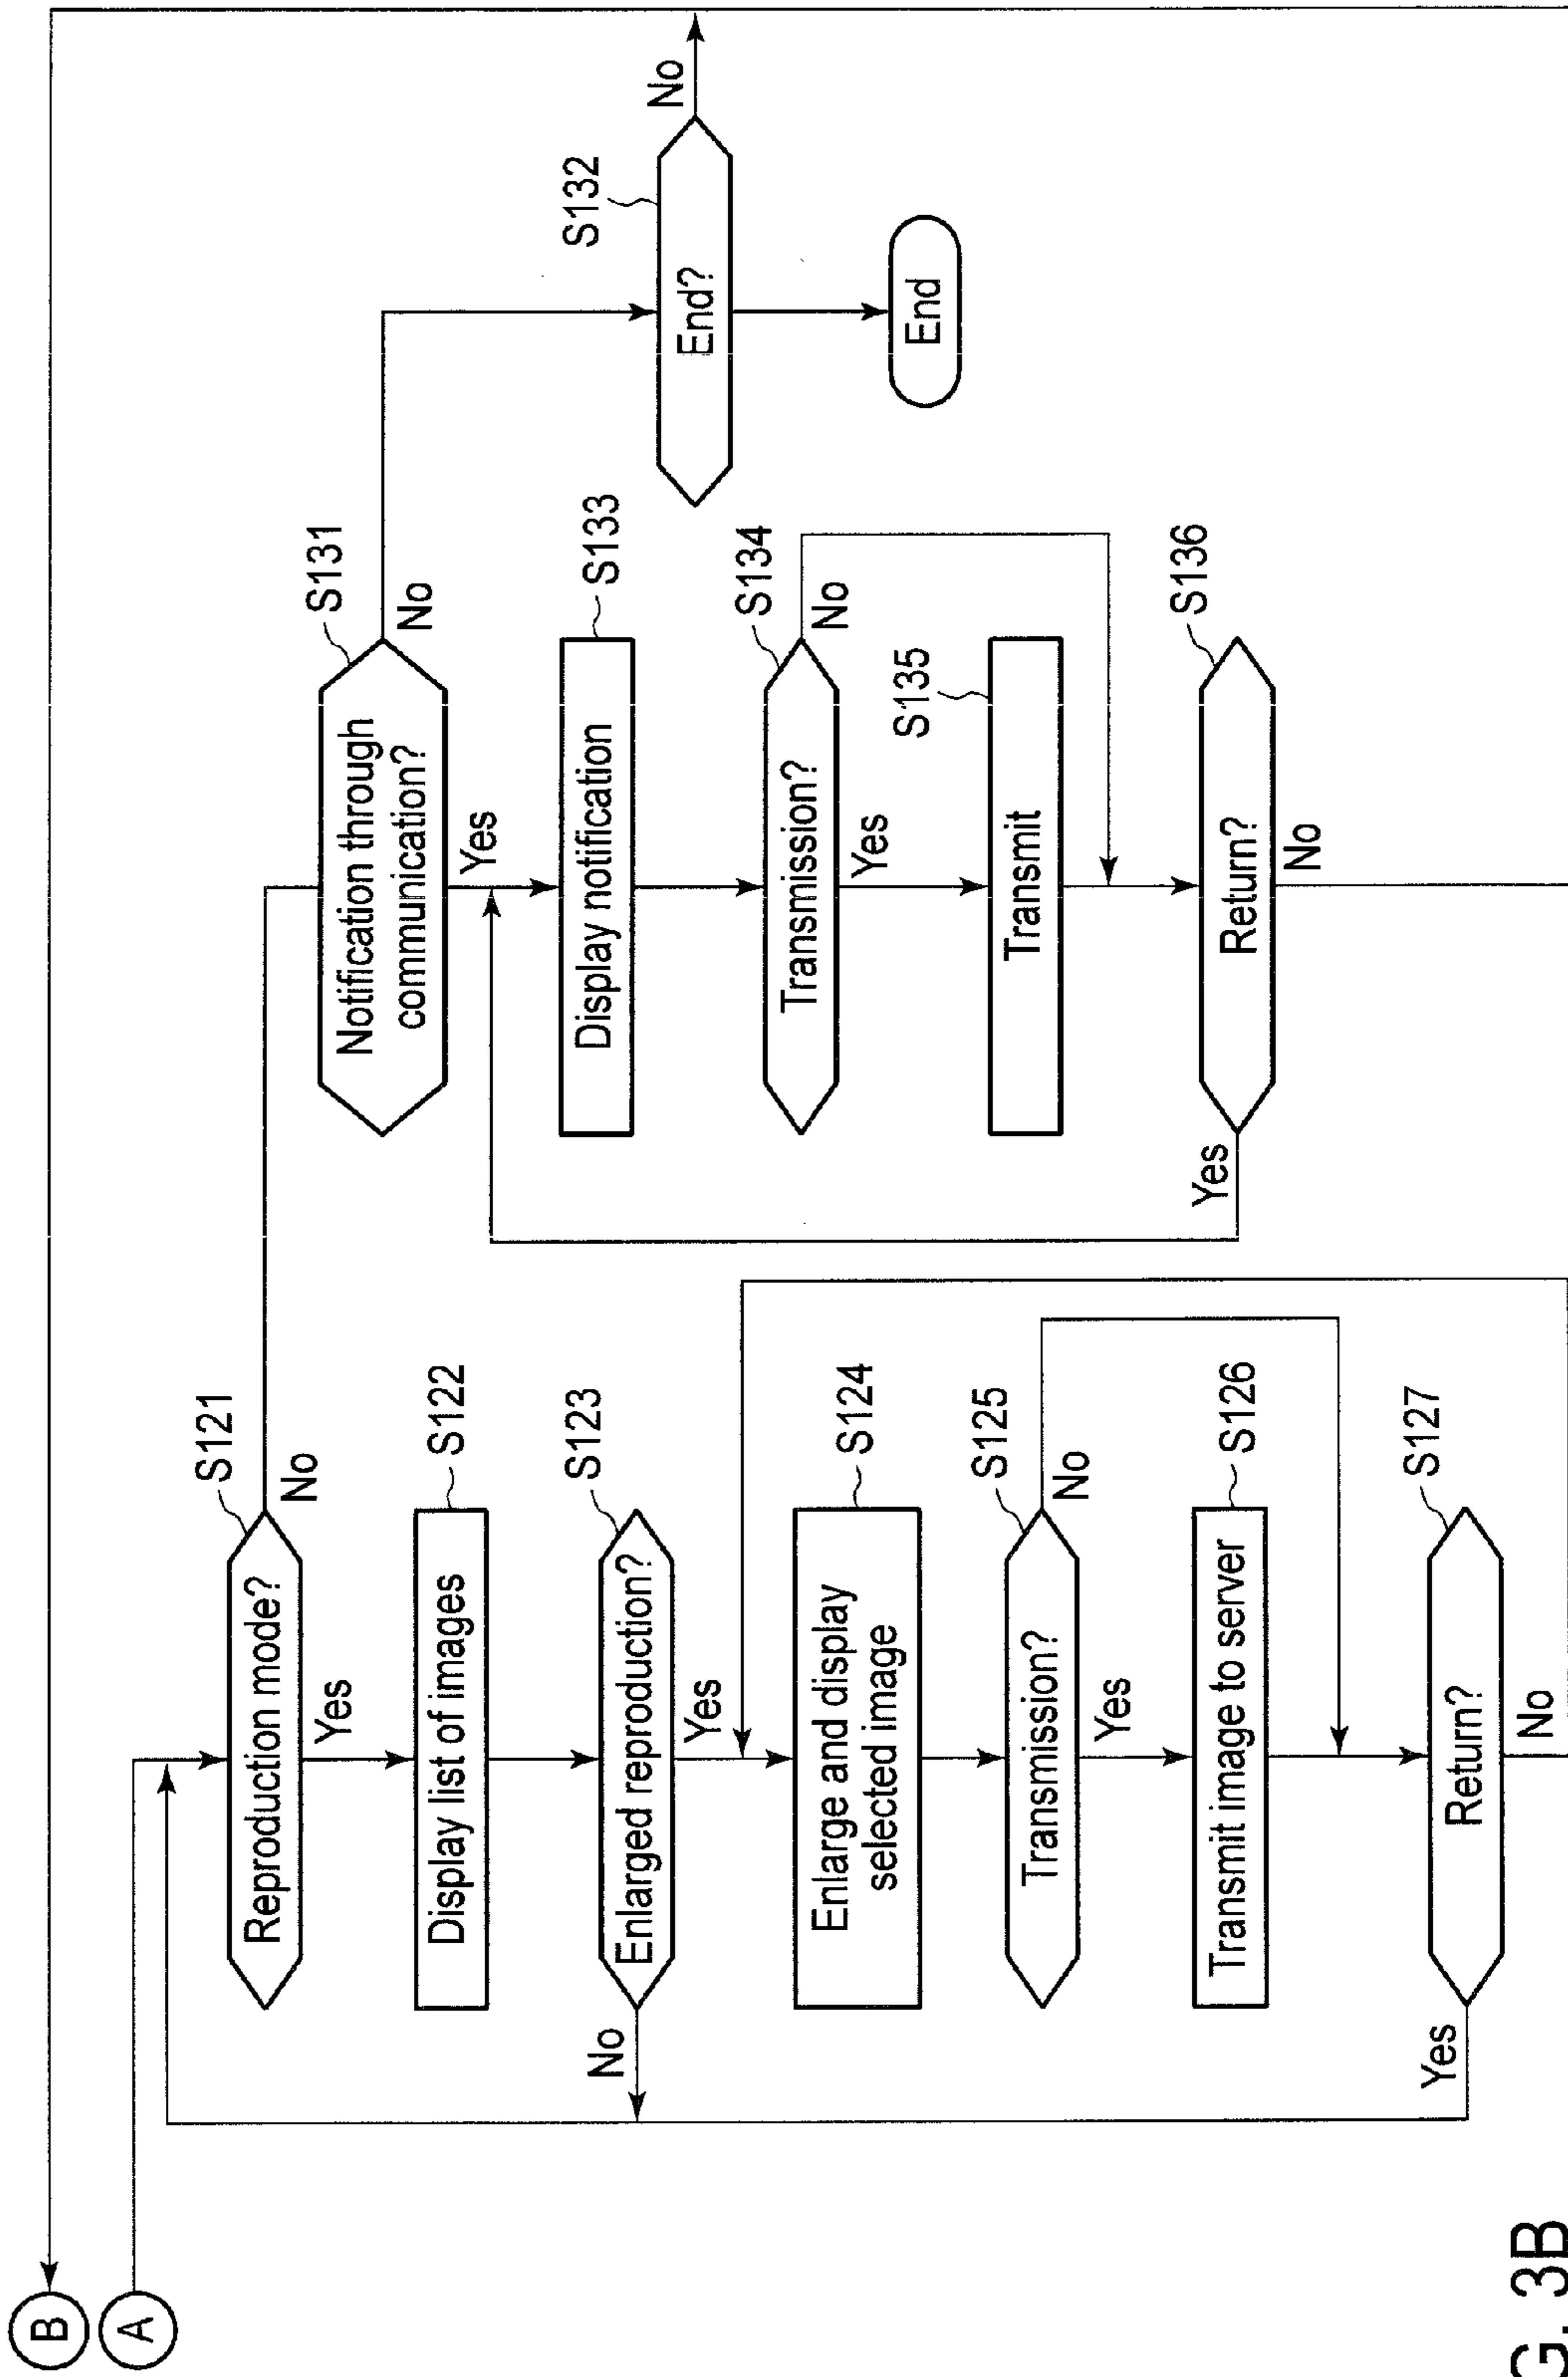 B
A
S121
Reproduction mode?
No
Yes
S122
Display list of images
S123
Enlarged reproduction?
No
Yes
S124
Enlarge and display
selected image
S125
Transmission?
No
Yes
S126
Transmit image to server
S127
Return?
Yes
No
S131
Notification through
communication?
No
Yes
S133
Display notification
S134
Transmission?
No
Yes
S135
Transmit
S136
Return?
Yes
No
S132
End?
No
End
G. 3B